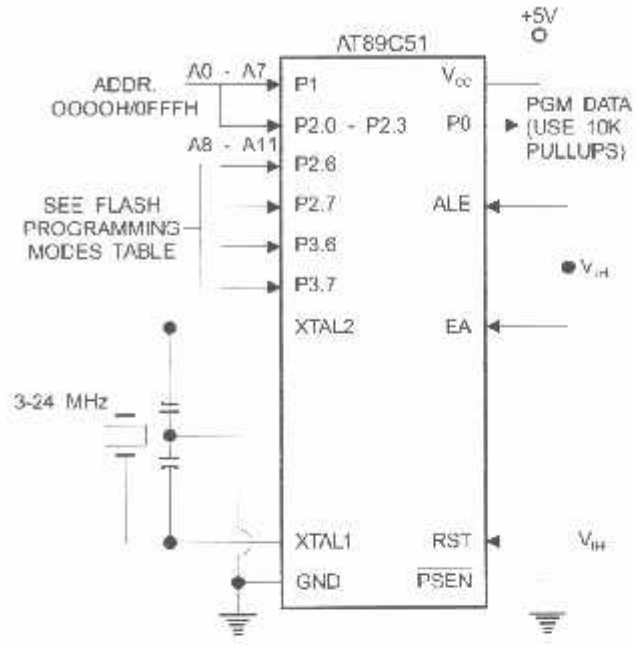 +5V
AT89C51
A0 - A7
ADDR.
OOOOH/OFFFH
P1
VCC
PGM DATA
(USE 10K
PULLUPS)
P2.0 - P2.3
P0
A8 - A11
P2.6
SEE FLASH
PROGRAMMING
MODES TABLE
P2.7
ALE
P3.6
VIH
P3.7
XTAL2
EA
3-24 MHz
XTAL1
RST
VIH
GND
PSEN